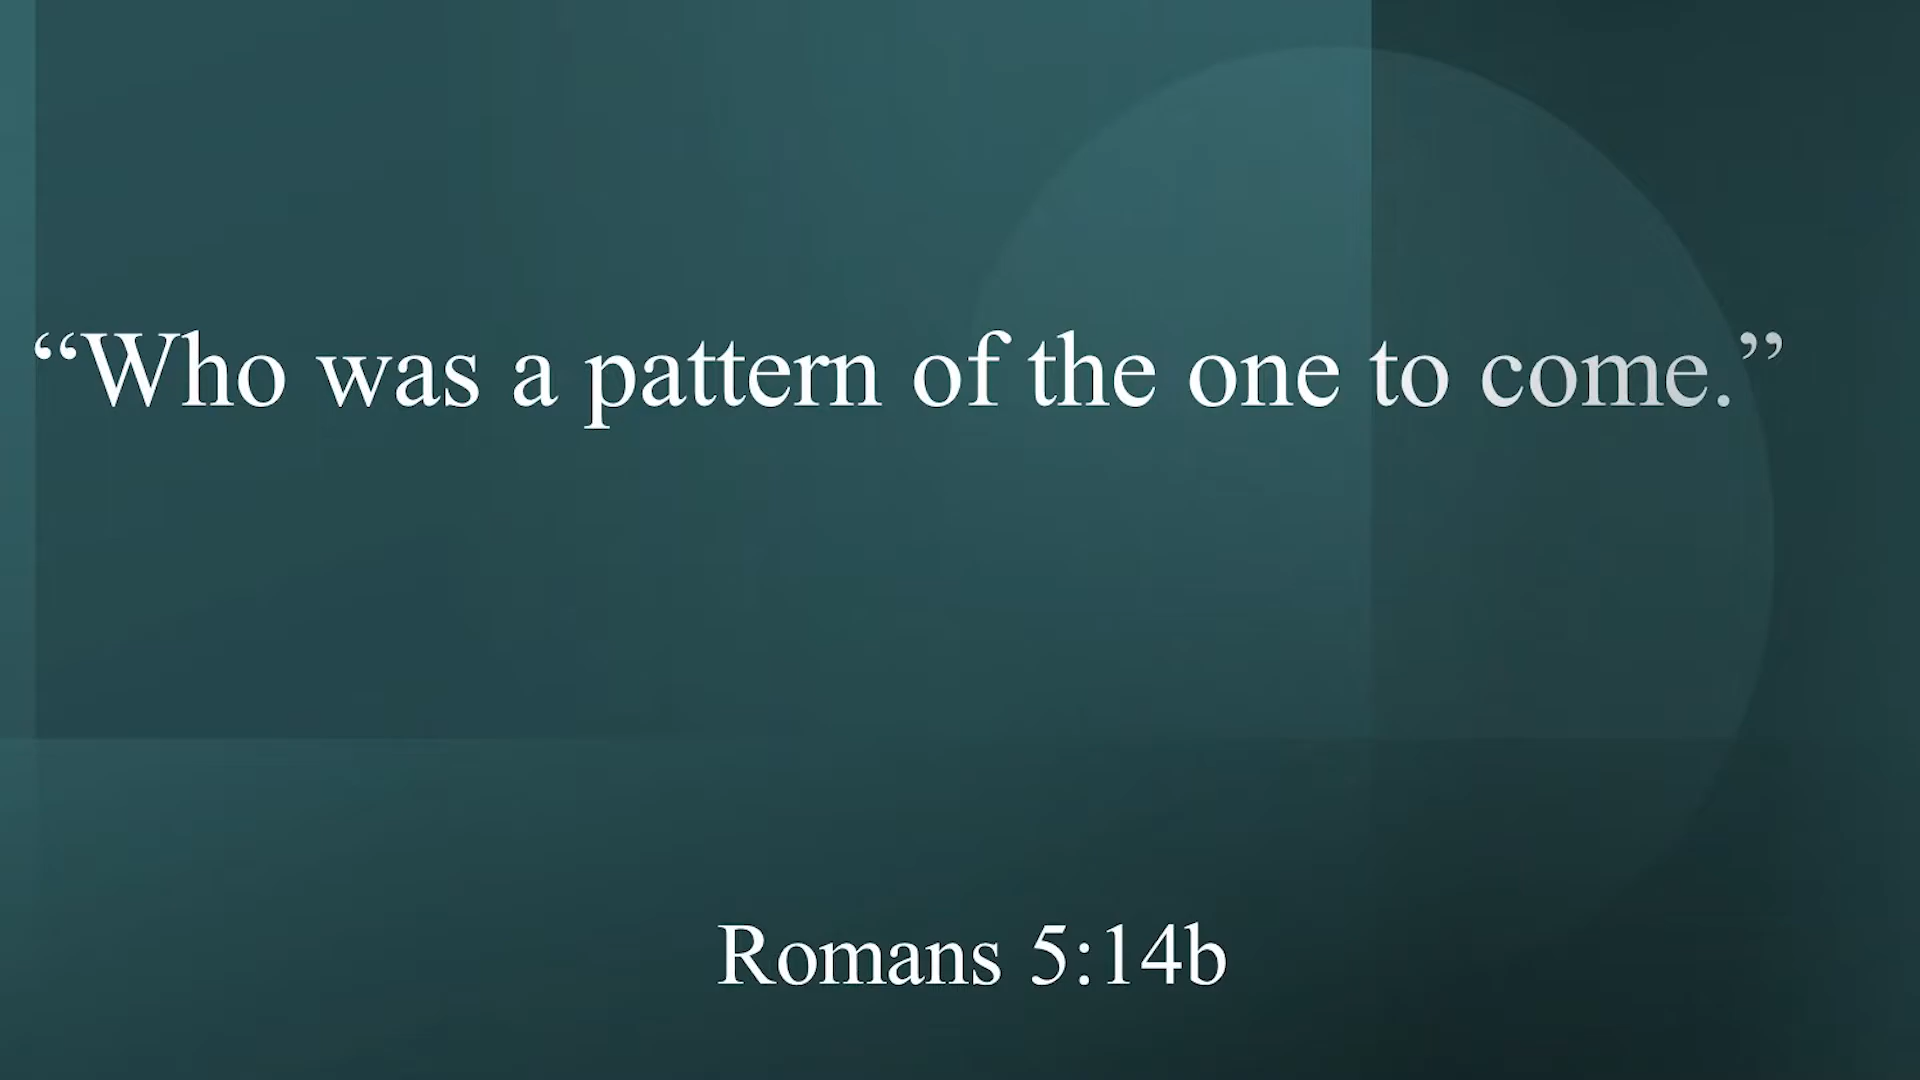 “Who was a pattern of the one to come.”
Romans 5:14b